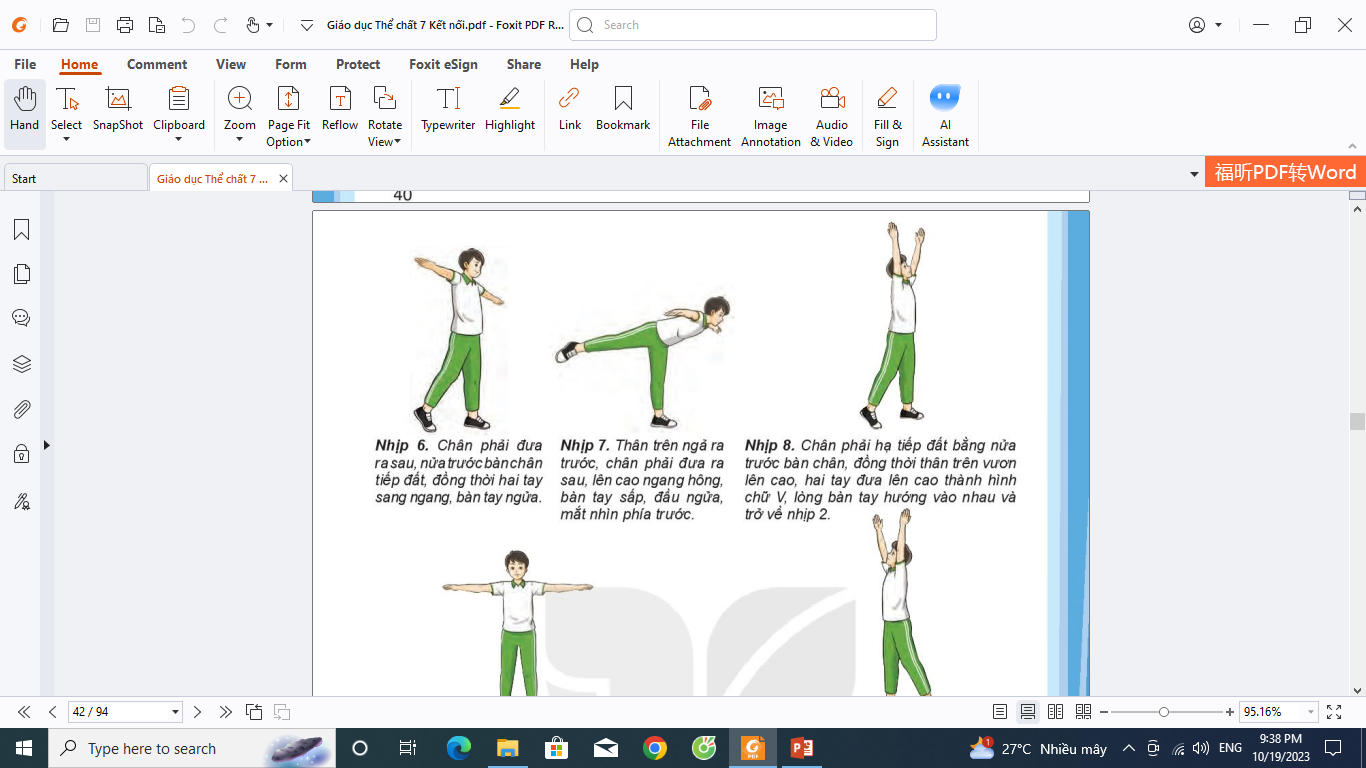 Giáo dục Thể chất 7 Kết nối.pdf - Foxit PDF R...
Search
File Home Comment View Form Protect Foxit eSign Share Help
Hand
Select
SnapShot
Clipboard
Zoom
Page Fit
Option
Reflow
Rotate
View
Typewriter
Highlight
Link
Bookmark
File
Attachment
Image
Annotation
Audio
& Video
Fill &
Sign
AI
Assistant
Start
Giáo dục Thể chất 7 ...
福昕PDF转Word
40
Nhịp 6. Chân phải đưa
ra sau, nửa trước bàn chân
tiếp đất, đồng thời hai tay
sang ngang, bàn tay ngửa.
Nhịp 7. Thân trên ngả ra
trước, chân phải đưa ra
sau, lên cao ngang hông,
bàn tay sấp, đầu ngửa,
mắt nhìn phía trước.
Nhịp 8. Chân phải hạ tiếp đất bằng nửa
trước bàn chân, đồng thời thân trên vươn
lên cao, hai tay đưa lên cao thành hình
chữ V, lòng bàn tay hướng vào nhau và
trở về nhịp 2.
42 / 94
95.16%
Type here to search
PDF
1
27°C Nhiều mây
ENG
9:38 PM
10/19/2023